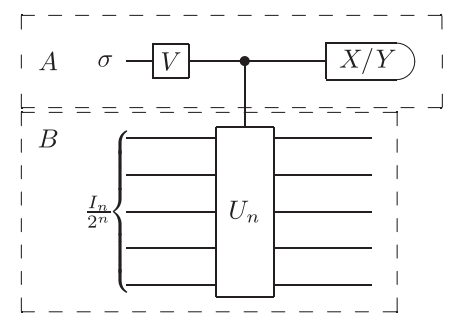 A σ V X/Y
B
I_n/2^n U_n